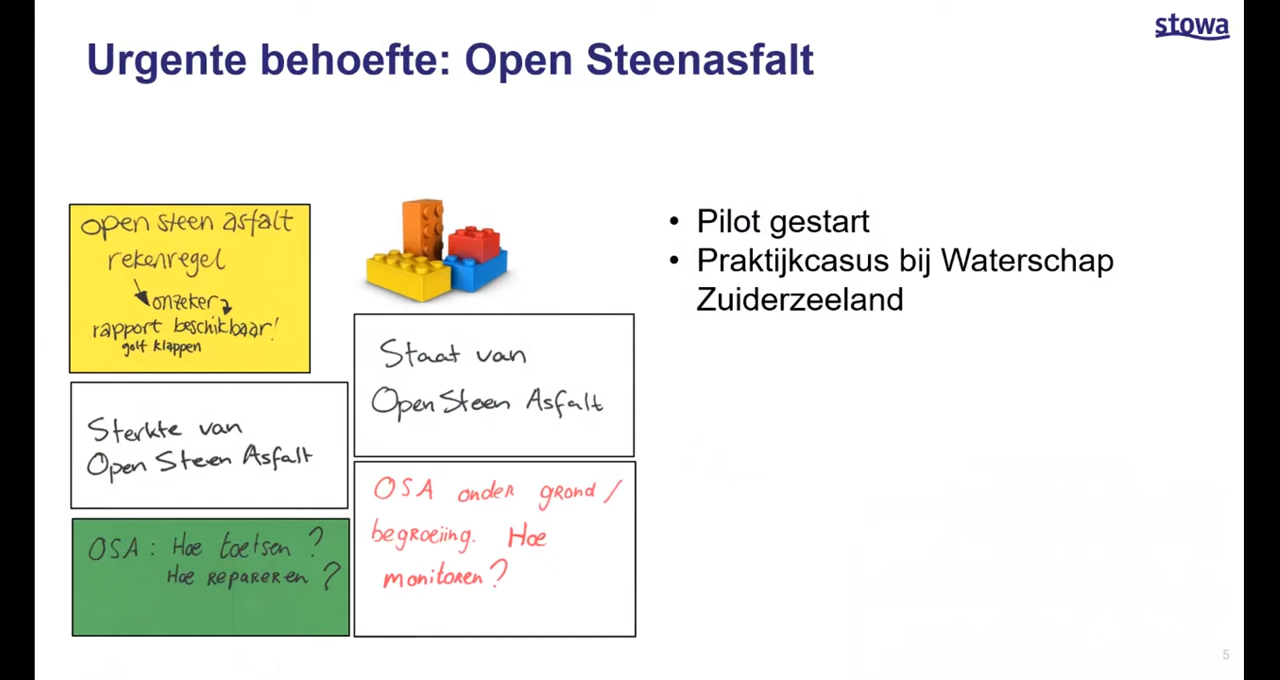 stowa
Urgente behoefte: Open Steenasfalt
open steen asfalt
rekenregel
onzeker
rapport beschikbaar!
golf klappen
Sterkte van
Open Steen Asfalt
OSA: Hoe toetsen?
Hoe repareren?
Staat van
Open Steen Asfalt
OSA onder grond/
begroeiing. Hoe
monitoren?
• Pilot gestart
• Praktijkcasus bij Waterschap
Zuiderzeeland
5